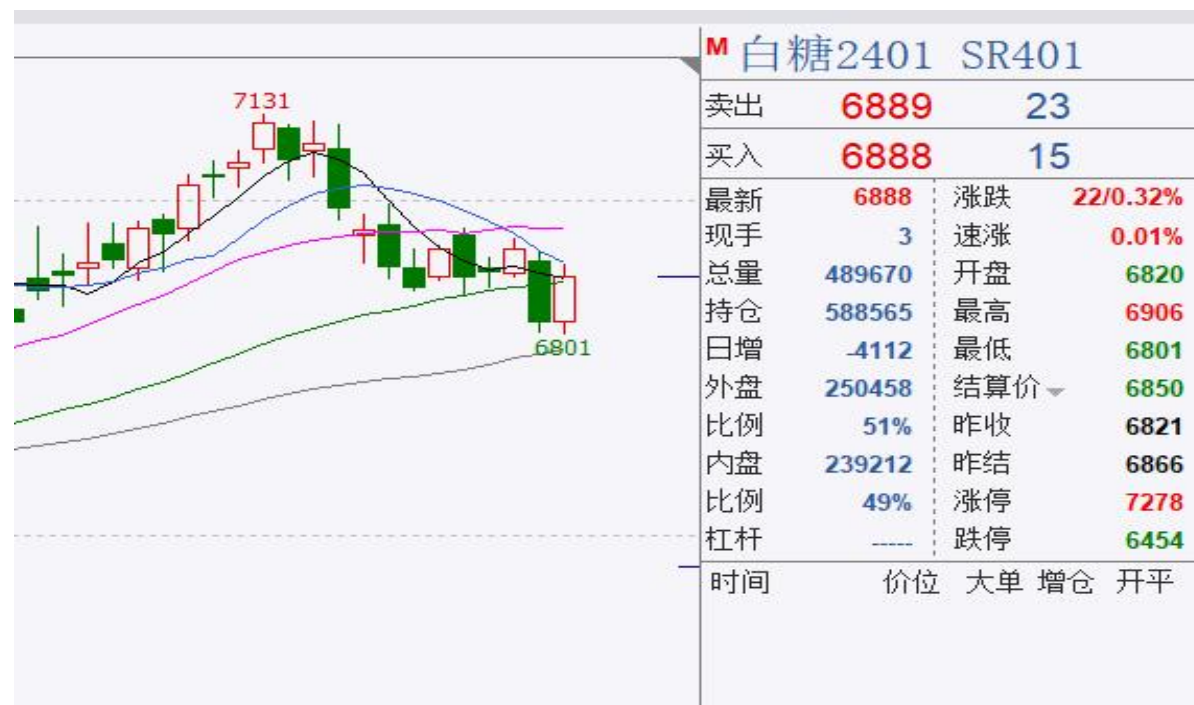 7131
6801
M 白糖2401 SR401
卖出 6889 23
买入 6888 15
最新 6888 涨跌 22/0.32%
现手 3 速涨 0.01%
总量 489670 开盘 6820
持仓 588565 最高 6906
日增 -4112 最低 6801
外盘 250458 结算价 6850
比例 51% 昨收 6821
内盘 239212 昨结 6866
比例 49% 涨停 7278
杠杆 ----- 跌停 6454
时间 价位 大单 增仓 开平